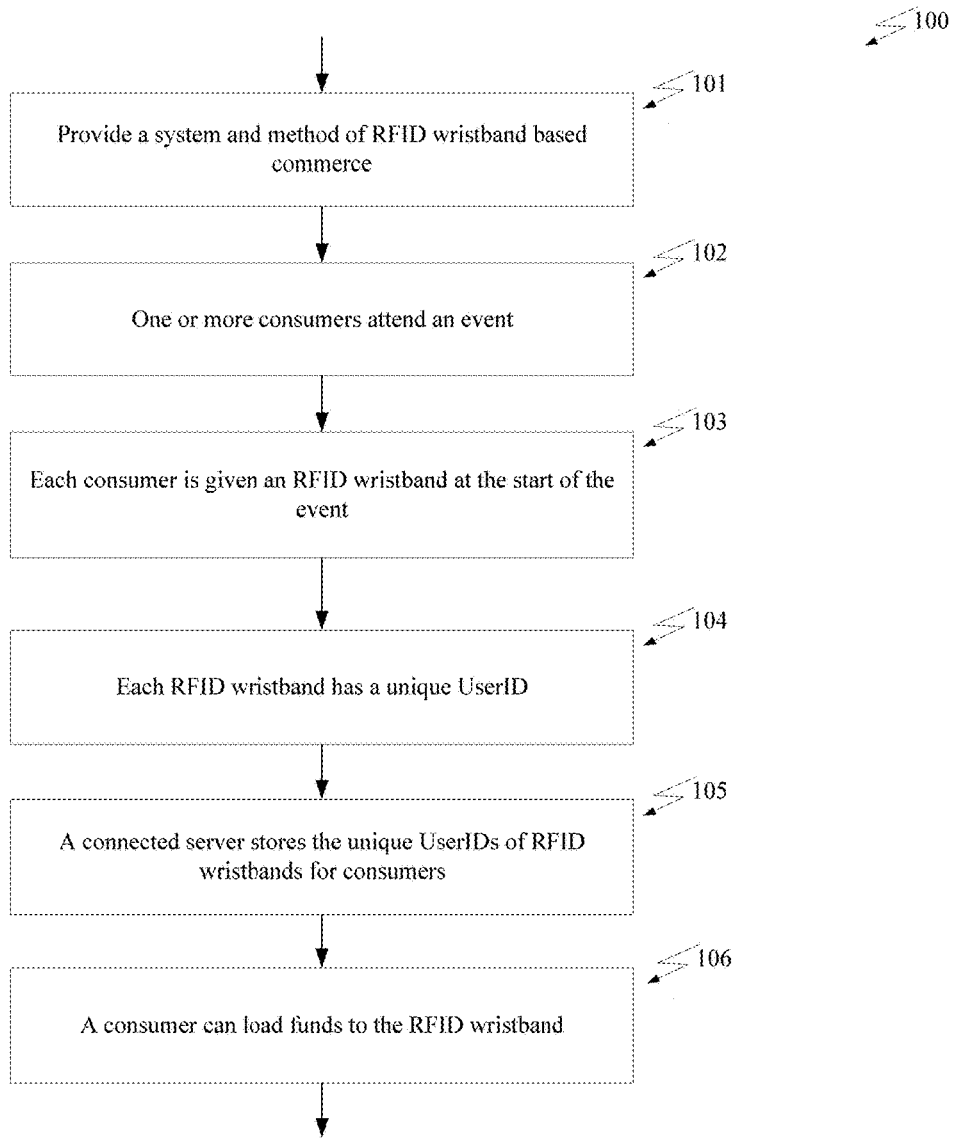 100
101
Provide a system and method of RFID wristband based
commerce
102
One or more consumers attend an event
103
Each consumer is given an RFID wristband at the start of the
event
104
Each RFID wristband has a unique UserID
105
A connected server stores the unique UserIDs of RFID
wristbands for consumers
106
A consumer can load funds to the RFID wristband